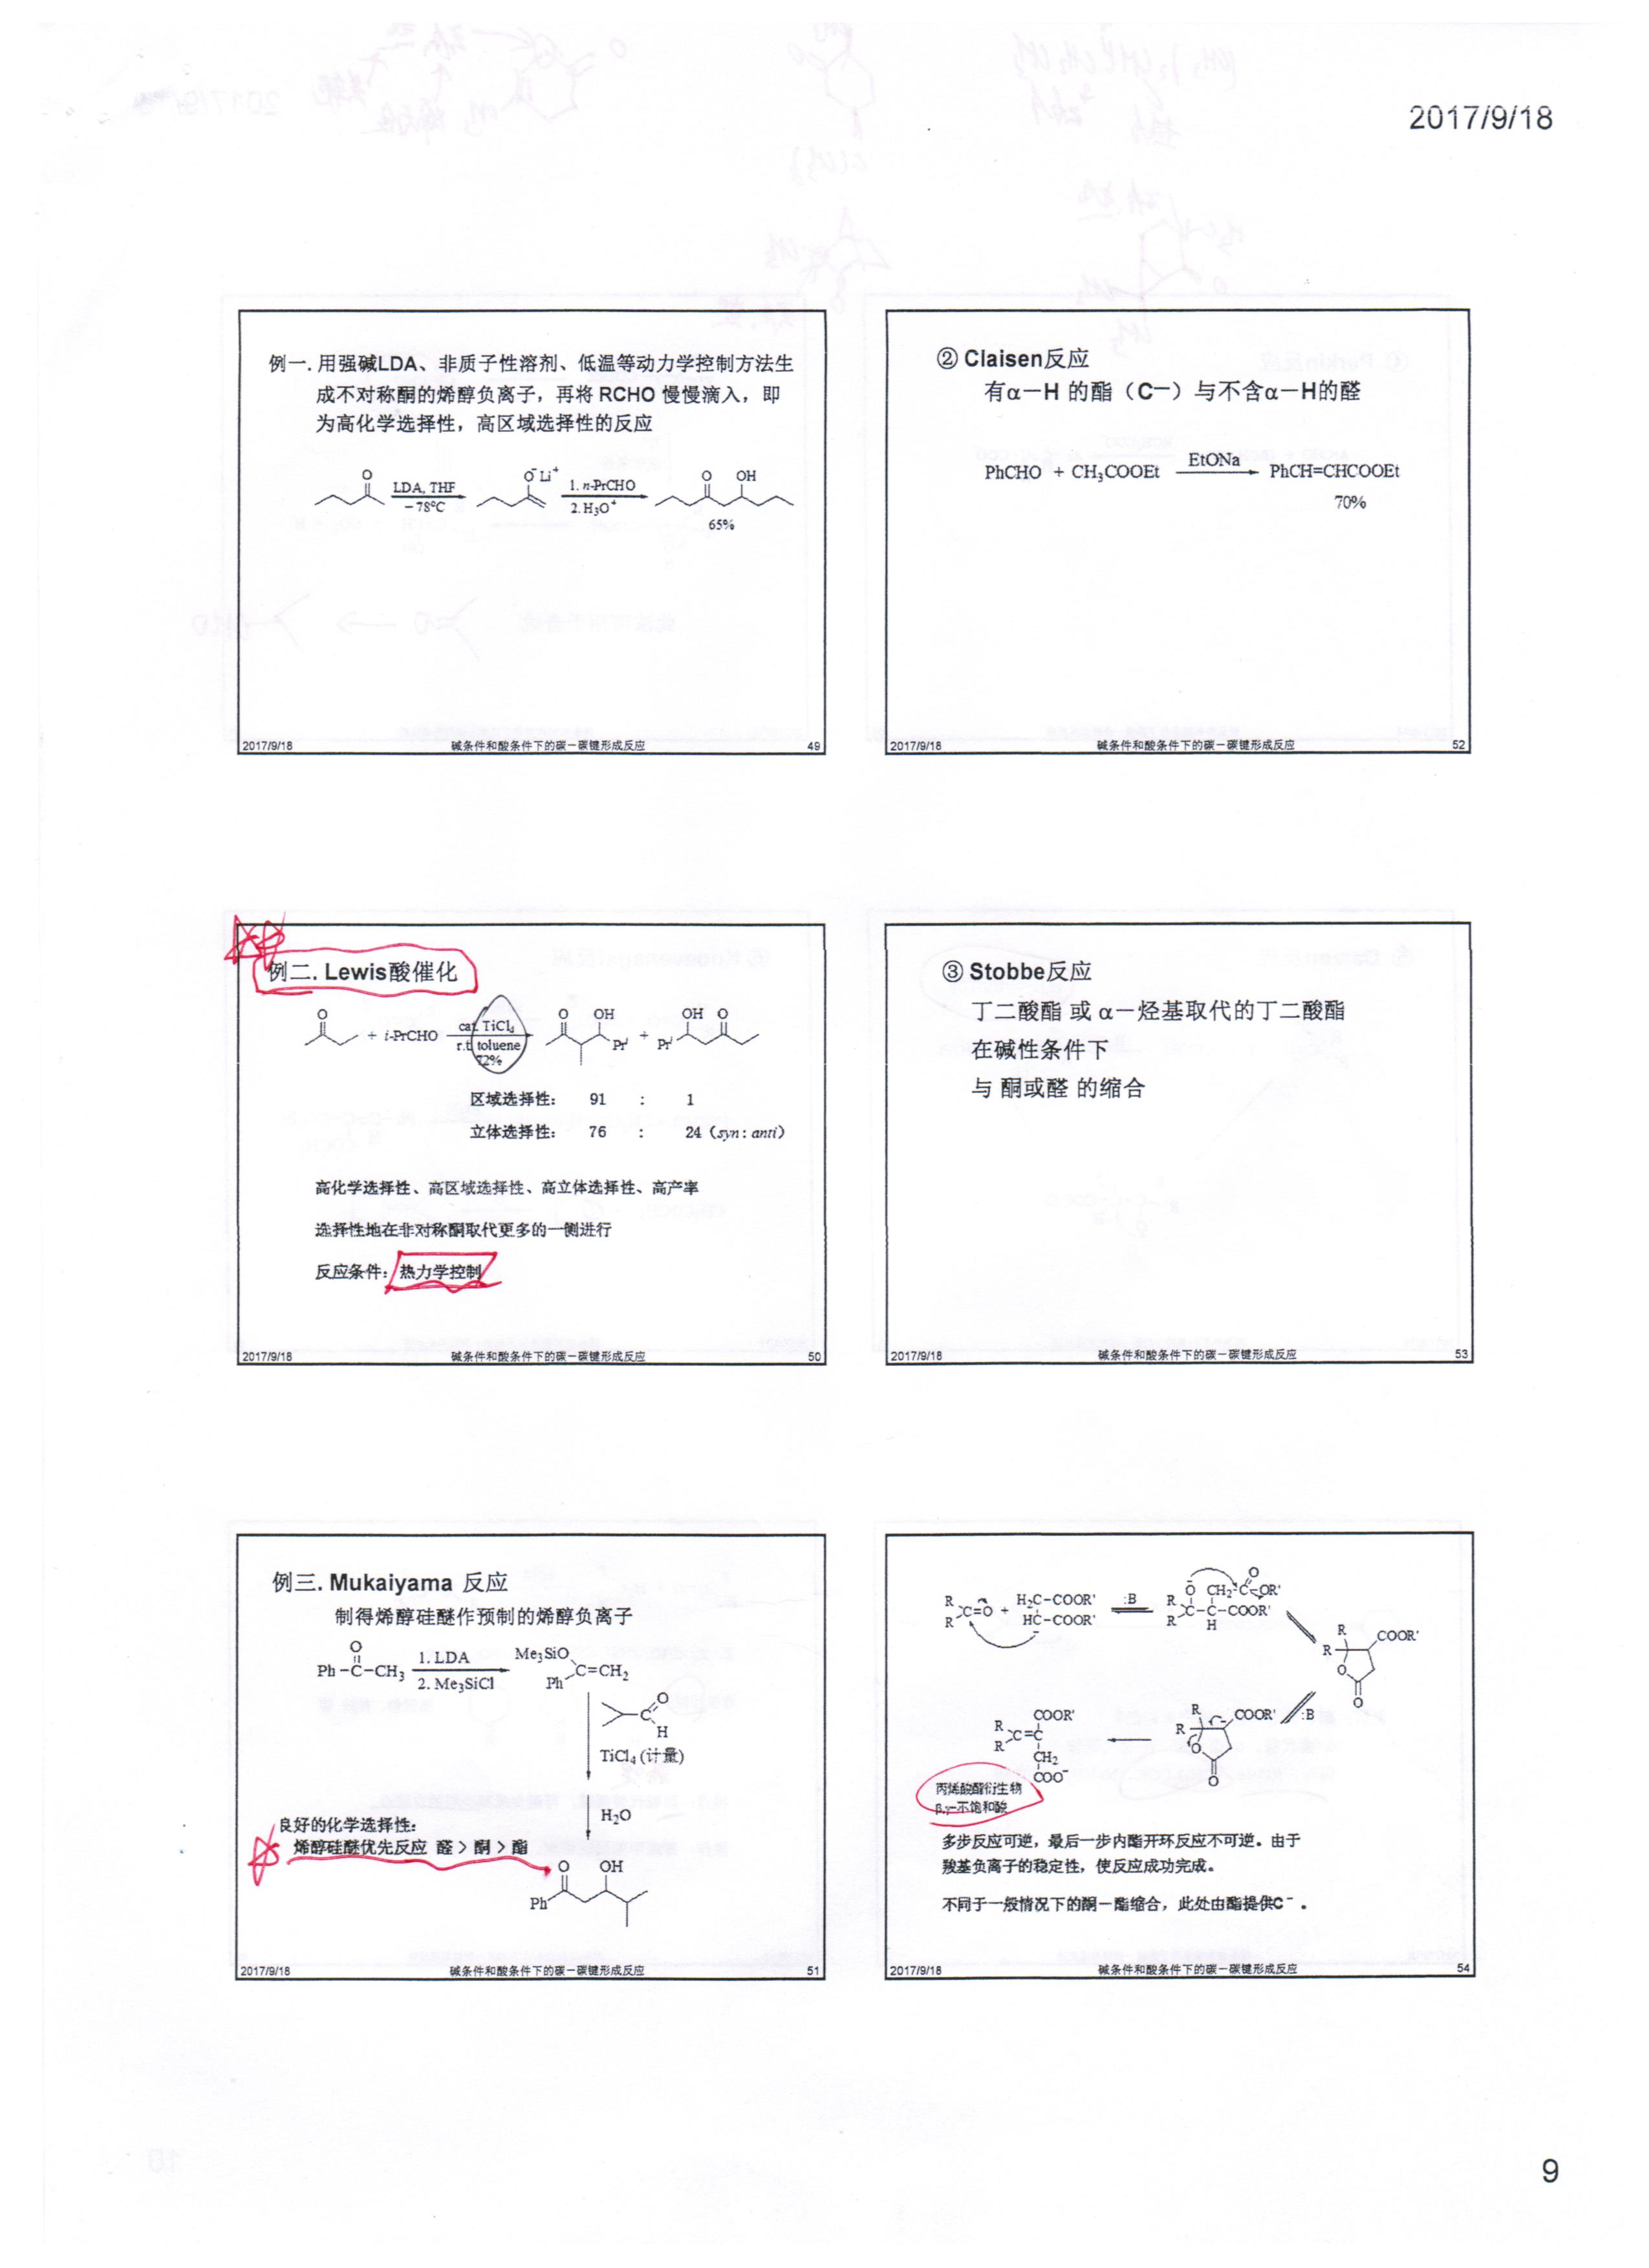 2017/9/18
例一. 用强碱LDA、非质子性溶剂、低温等动力学控制方法生
成不对称酮的烯醇负离子，再将 RCHO 慢慢滴入，即
为高化学选择性，高区域选择性的反应
O
LDA, THF
－78°C
O⁻ Li⁺
1. n-PrCHO
2. H₃O⁺
O OH
65%
2017/9/18 碱条件和酸条件下的碳－碳键形成反应 49
例二. Lewis酸催化
O
+ i-PrCHO
cat. TiCl₄
r.t. toluene
72%
O OH
Prⁱ
+
OH O
Prⁱ
区域选择性： 91 : 1
立体选择性： 76 : 24（syn : anti）
高化学选择性、高区域选择性、高立体选择性、高产率
选择性地在非对称酮取代更多的一侧进行
反应条件：热力学控制
2017/9/18 碱条件和酸条件下的碳－碳键形成反应 50
例三. Mukaiyama 反应
制得烯醇硅醚作预制的烯醇负离子
O
Ph－C－CH₃
1. LDA
2. Me₃SiCl
Me₃SiO
C=CH₂
Ph
O
C
H
TiCl₄ (计量)
H₂O
良好的化学选择性：
烯醇硅醚优先反应 醛 > 酮 > 酯
O OH
Ph
2017/9/18 碱条件和酸条件下的碳－碳键形成反应 51
② Claisen反应
有α－H 的酯（C－）与不含α－H的醛
PhCHO + CH₃COOEt EtONa PhCH=CHCOOEt
70%
2017/9/18 碱条件和酸条件下的碳－碳键形成反应 52
③ Stobbe反应
丁二酸酯 或 α－烃基取代的丁二酸酯
在碱性条件下
与 酮或醛 的缩合
2017/9/18 碱条件和酸条件下的碳－碳键形成反应 53
R
C=O
R
+
H₂C－COOR'
HC－COOR'
:B
O CH₂－C－OR'
O
R
C－C－COOR'
R H
R COOR'
R
O
O
:B
R COOR'
R
O
O
COOR'
R
C=C
R
CH₂
COO⁻
丙烯酸酯衍生物
β,γ-不饱和酸
多步反应可逆，最后一步内酯开环反应不可逆。由于
羧基负离子的稳定性，使反应成功完成。
不同于一般情况下的酮－酯缩合，此处由酯提供C⁻ 。
2017/9/18 碱条件和酸条件下的碳－碳键形成反应 54
9